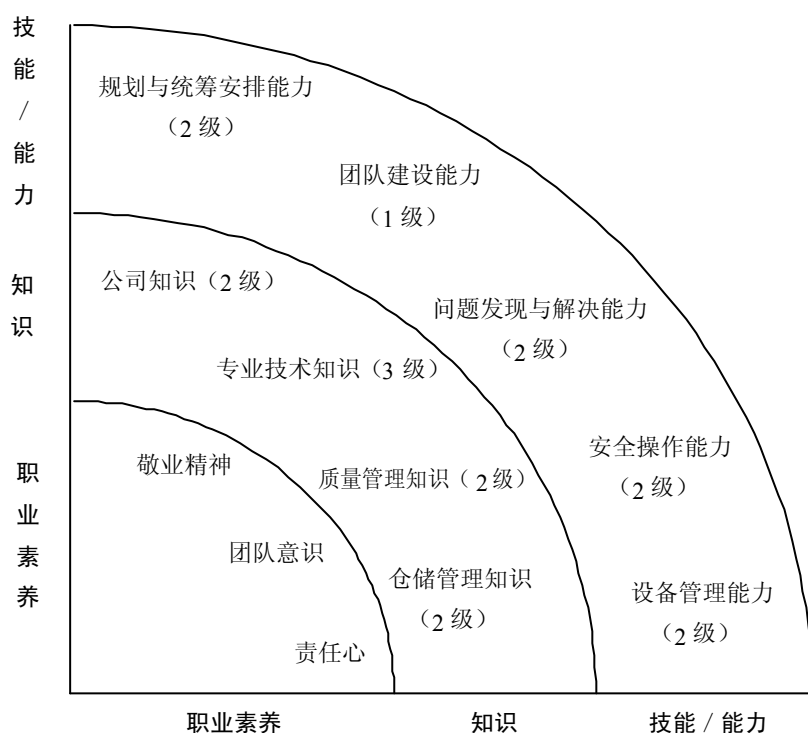 技能/能力
规划与统筹安排能力
（2 级）
团队建设能力
（1 级）
知识
公司知识（2 级）
问题发现与解决能力
（2 级）
专业技术知识（3 级）
职业素养
敬业精神
安全操作能力
（2 级）
质量管理知识（2 级）
团队意识
仓储管理知识
（2 级）
设备管理能力
（2 级）
责任心
职业素养 知识 技能 / 能力